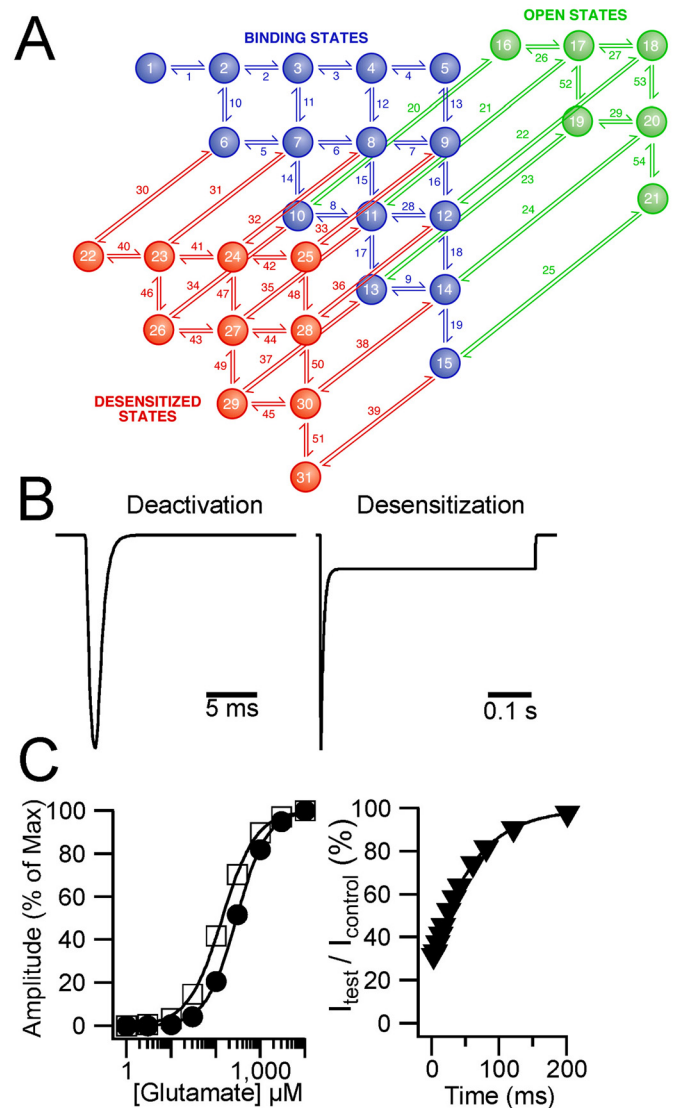 A
BINDING STATES
OPEN STATES
1 2 3 4 5
16 17 18
1 2 3 4
26 27
10 11 12 13
20 21 52 53
19 29 20
22
6 7 8 9
5 6 7
54
30 31
14 15 16
23
21
32 8 33 28
24
10 11 12
22 23 24 25
40 41 42
17 18
25
46 34 47 35 48 36
13 9 14
26 27 28
43 44
19
37 38
49 50
15
DESENSITIZED
STATES
29 30
45
39
51
31
B
Deactivation
Desensitization
5 ms
0.1 s
C
Amplitude (% of Max)
100
80
60
40
20
0
1
1,000
[Glutamate] µM
Itest / Icontrol (%)
100
80
60
40
20
0
0
100
200
Time (ms)